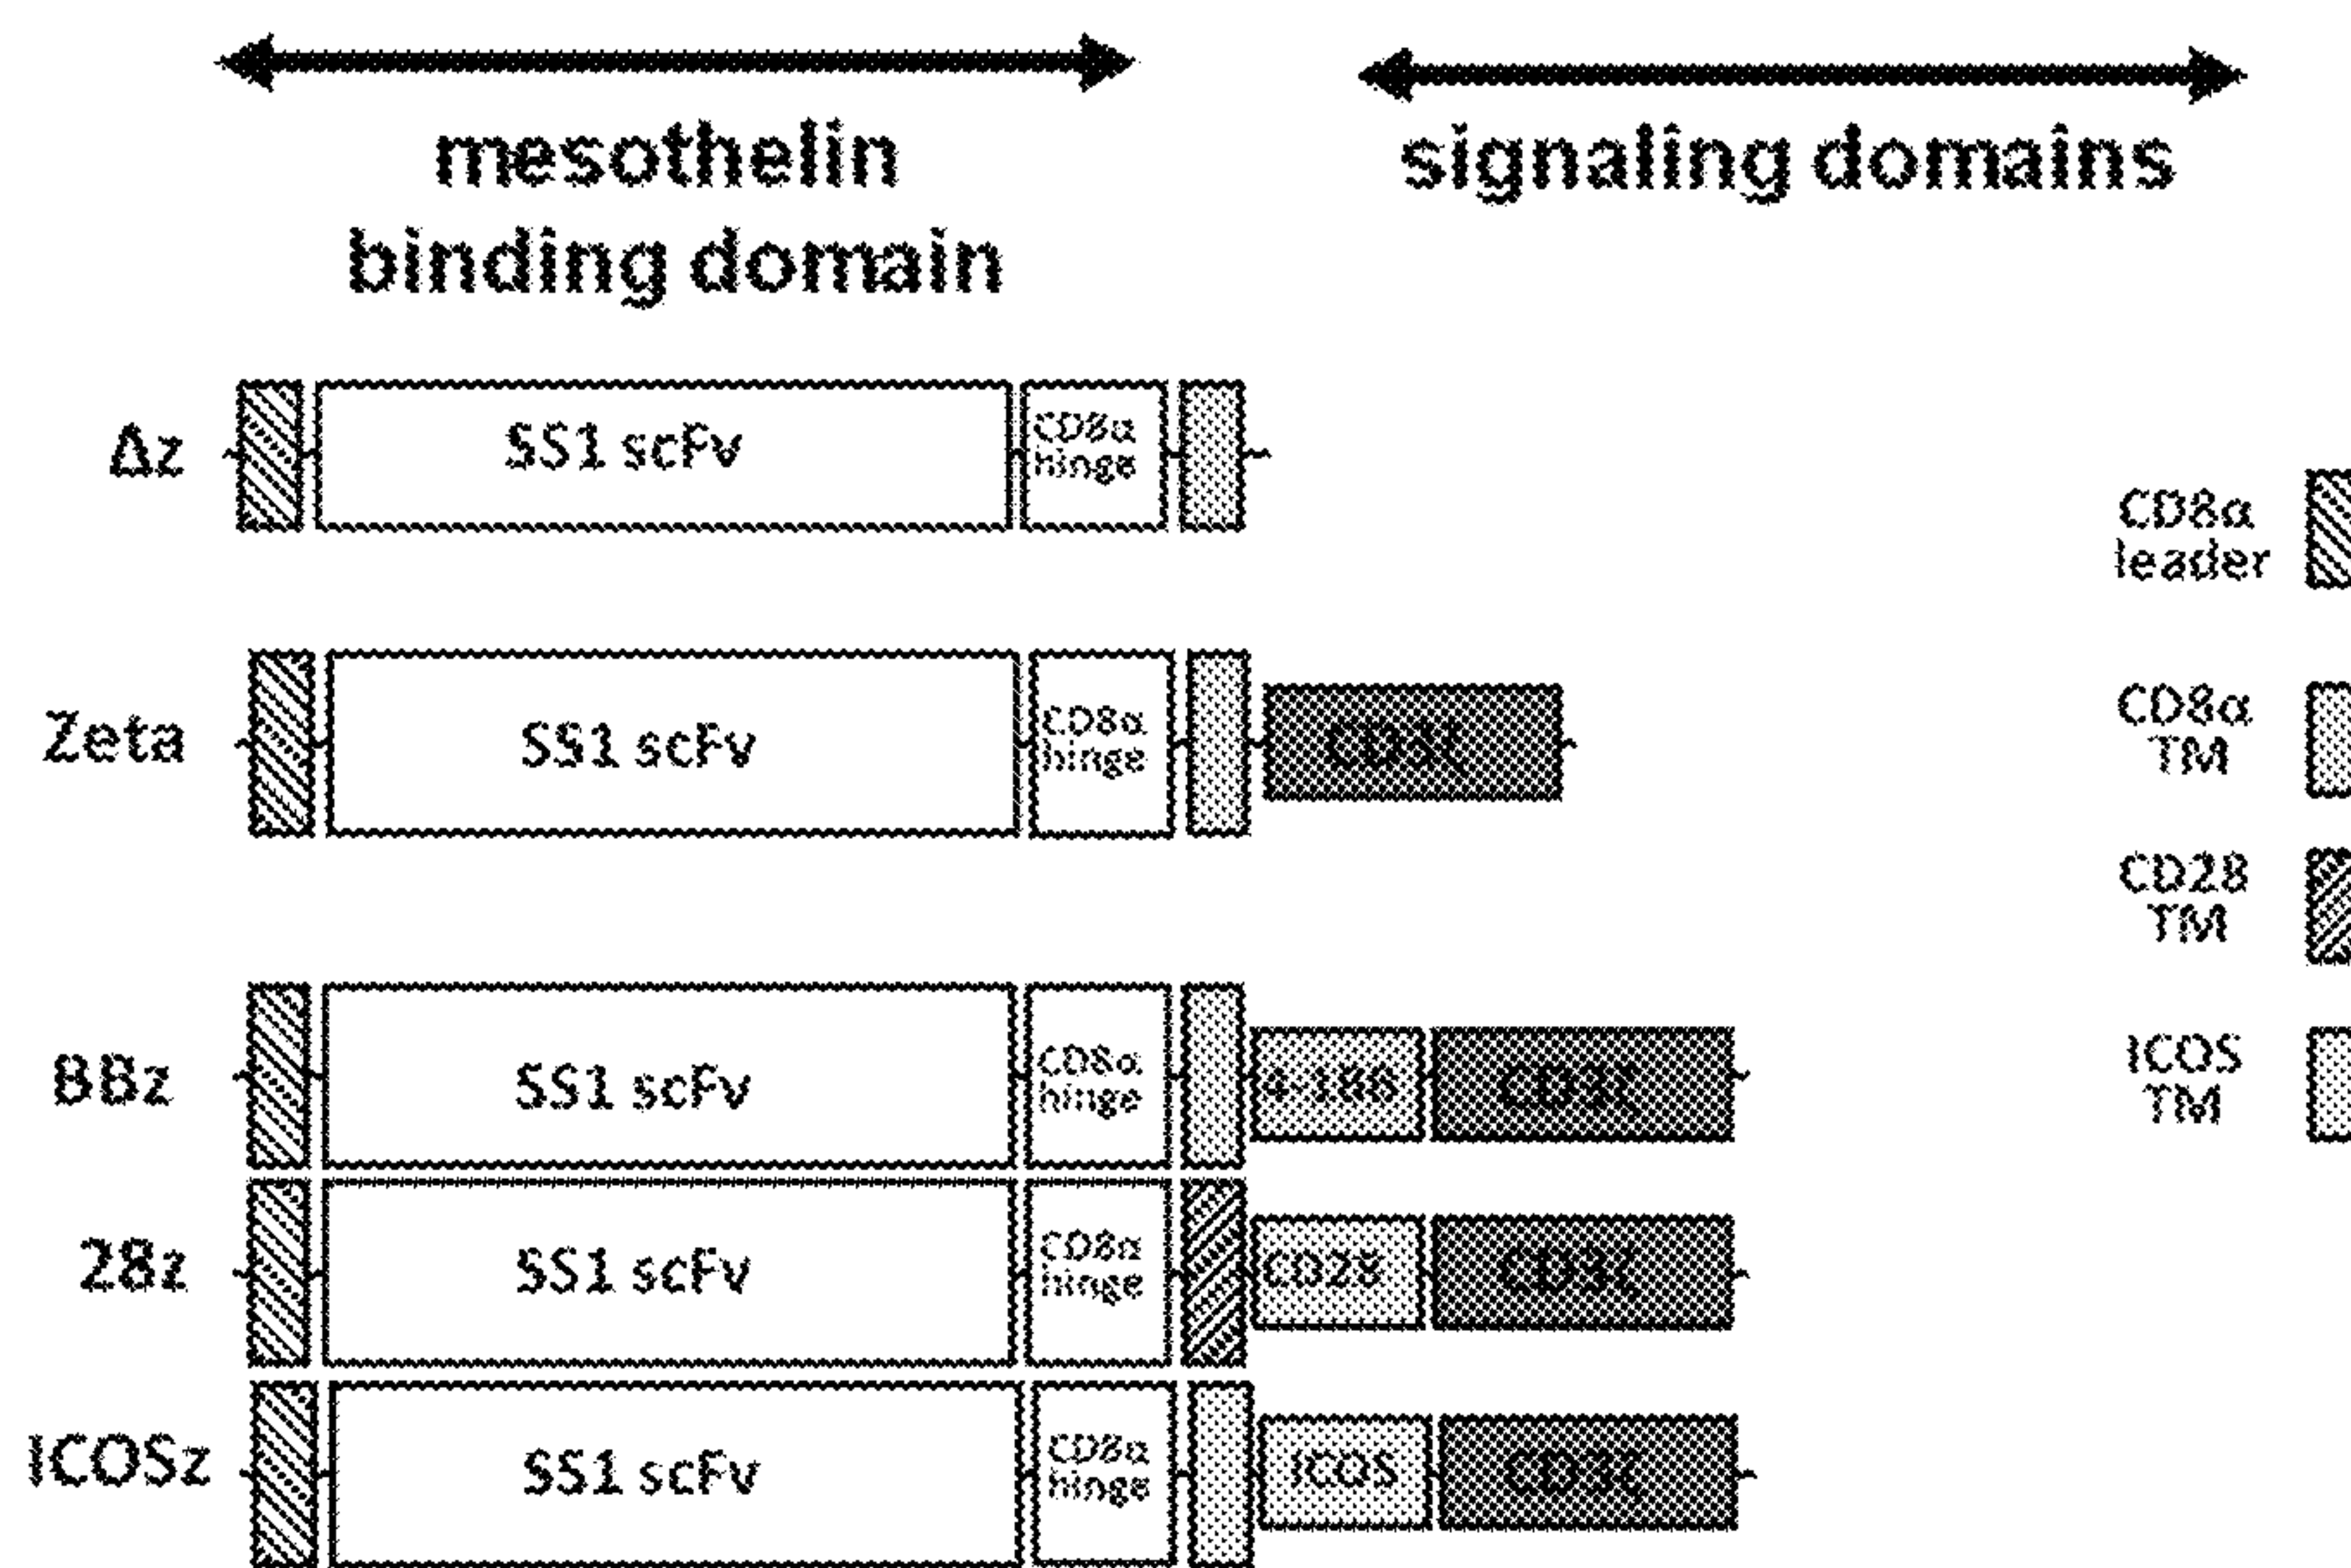 mesothelin
binding domain
signaling domains
Δz
SS1 scFv
CD8α
hinge
CD8α
leader
Zeta
SS1 scFv
CD8α
hinge
CD3ζ
CD8α
TM
CD28
TM
BBz
SS1 scFv
CD8α
hinge
4-1BB
CD3ζ
ICOS
TM
28z
SS1 scFv
CD8α
hinge
CD28
CD3ζ
ICOSz
SS1 scFv
CD8α
hinge
ICOS
CD3ζ